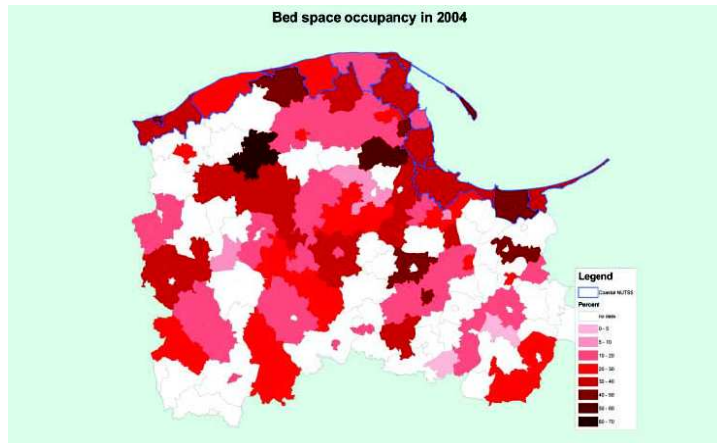 Bed space occupancy in 2004
Legend
Coastal NUTS5
Percent
no data
0 - 5
5 - 10
10 - 20
20 - 30
30 - 40
40 - 50
50 - 60
60 - 70